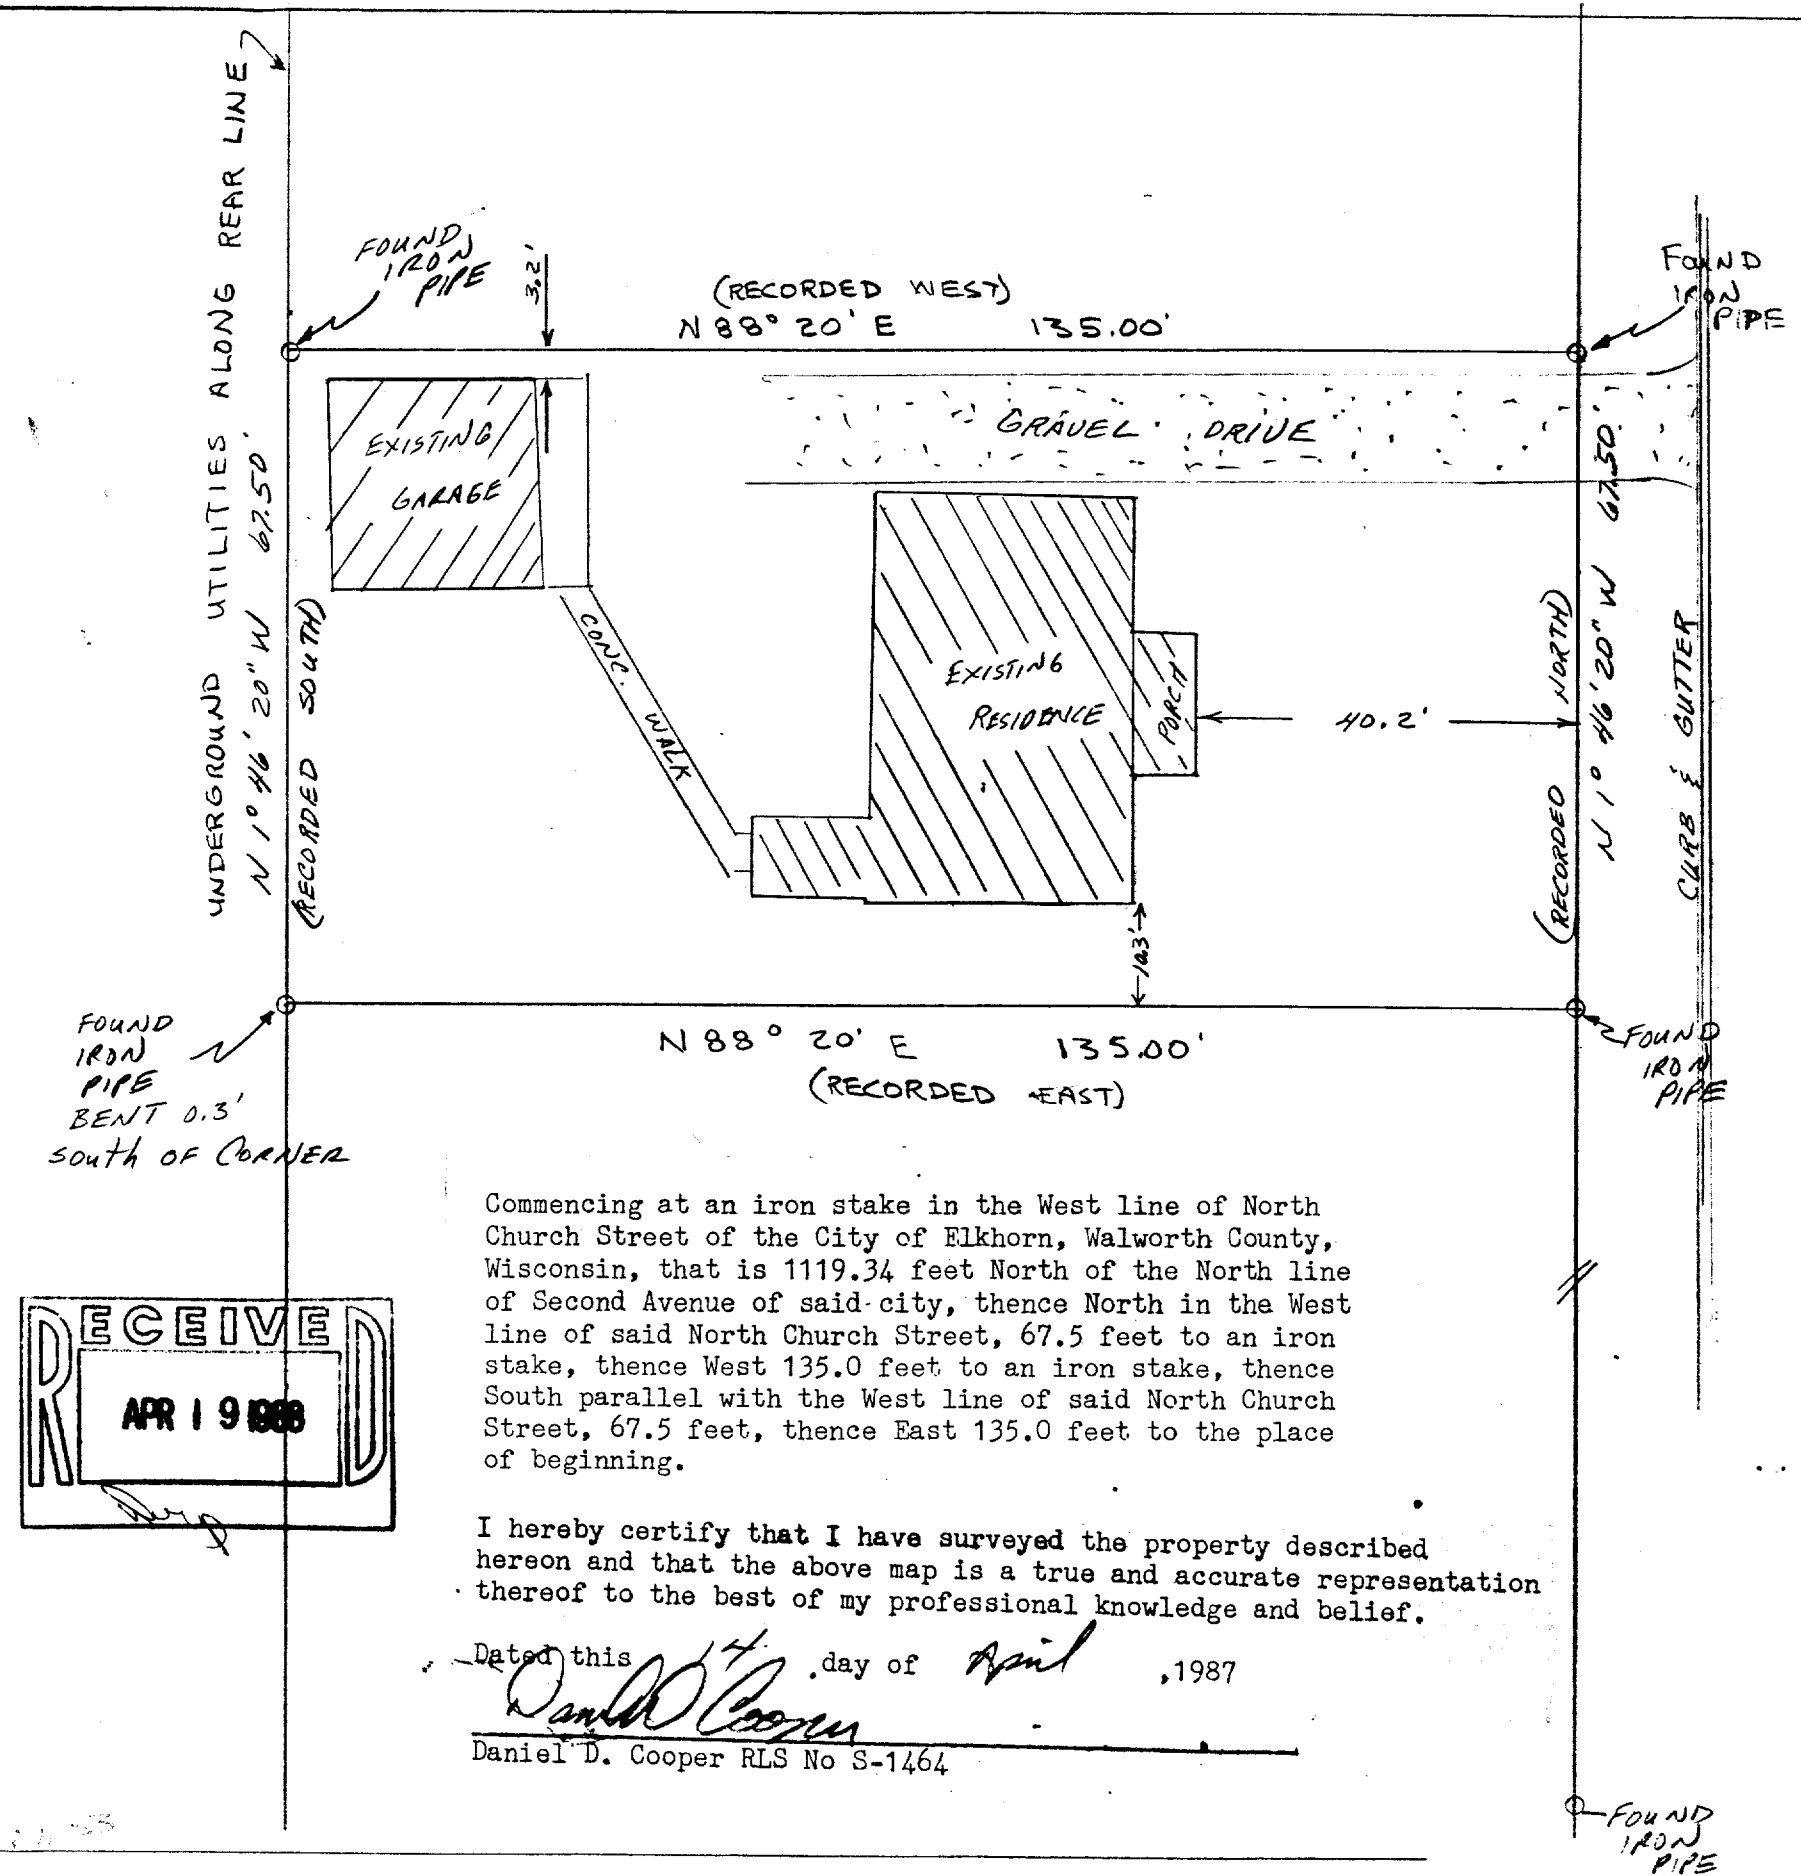 UNDERGROUND UTILITIES ALONG REAR LINE
N 1° 46' 20" W 67.50'
(RECORDED SOUTH)
FOUND
IRON
PIPE
3.2'
(RECORDED WEST)
N 88° 20' E 135.00'
FOUND
IRON
PIPE
EXISTING
GARAGE
GRAVEL DRIVE
CONC. WALK
EXISTING
RESIDENCE
PORCH
40.2'
(RECORDED NORTH)
N 1° 46' 20" W 67.50'
CURB & GUTTER
FOUND
IRON
PIPE
BENT 0.3'
South OF CORNER
N 88° 20' E 135.00'
(RECORDED EAST)
FOUND
IRON
PIPE
Commencing at an iron stake in the West line of North
Church Street of the City of Elkhorn, Walworth County,
Wisconsin, that is 1119.34 feet North of the North line
of Second Avenue of said city, thence North in the West
line of said North Church Street, 67.5 feet to an iron
stake, thence West 135.0 feet to an iron stake, thence
South parallel with the West line of said North Church
Street, 67.5 feet, thence East 135.0 feet to the place
of beginning.
RECEIVED
APR 19
I hereby certify that I have surveyed the property described
hereon and that the above map is a true and accurate representation
thereof to the best of my professional knowledge and belief.
Dated this 14 day of April ,1987
Daniel D Cooper
Daniel D. Cooper RLS No S-1464
FOUND
IRON
PIPE